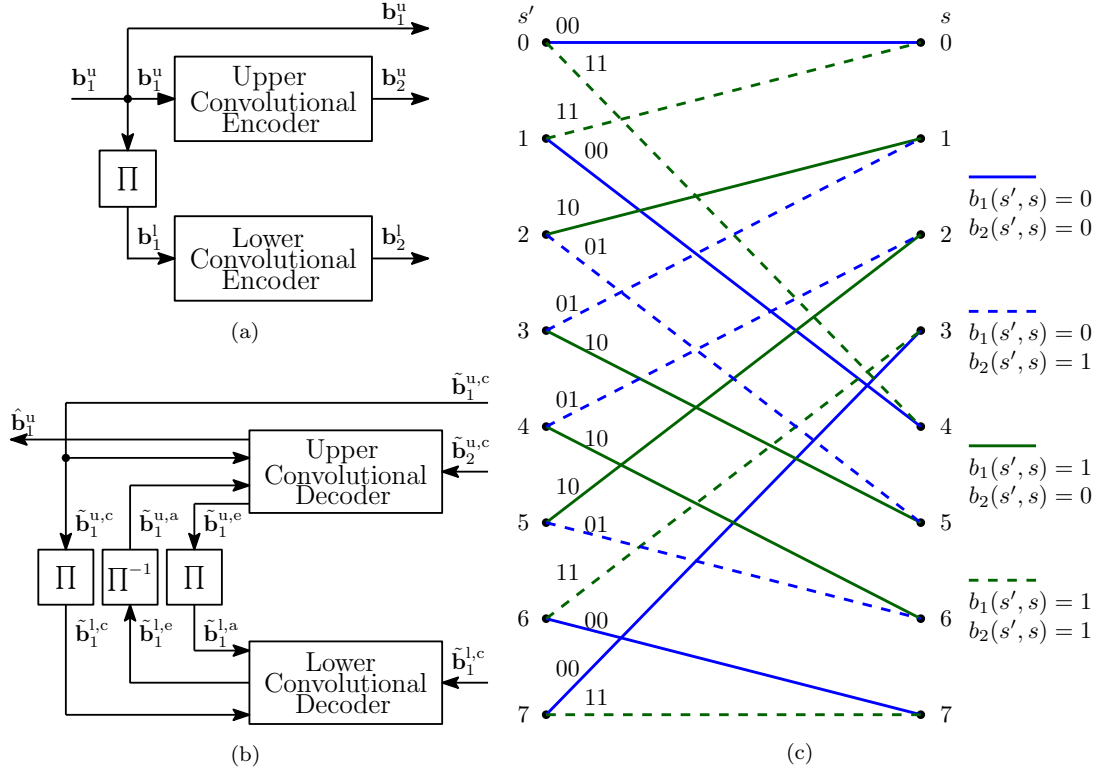 b₁ᵘ
b₁ᵘ b₁ᵘ
Upper
Convolutional
Encoder
b₂ᵘ
Π
b₁ˡ
Lower
Convolutional
Encoder
b₂ˡ
(a)
b̃₁ᵘ,ᶜ
b̂₁ᵘ
Upper
Convolutional
Decoder
b̃₂ᵘ,ᶜ
b̃₁ᵘ,ᶜ b̃₁ᵘ,ᵃ b̃₁ᵘ,ᵉ
Π Π⁻¹ Π
b̃₁ˡ,ᶜ b̃₁ˡ,ᵉ b̃₁ˡ,ᵃ
Lower
Convolutional
Decoder
b̃₁ˡ,ᶜ
(b)
s′ s
00
0 0
11
11
1 1
00
10
2 2
01
01
3 3
10
01
4 4
10
10
5 5
01
11
6 6
00
00
7 7
11
(c)
b₁(s′, s) = 0
b₂(s′, s) = 0
b₁(s′, s) = 0
b₂(s′, s) = 1
b₁(s′, s) = 1
b₂(s′, s) = 0
b₁(s′, s) = 1
b₂(s′, s) = 1